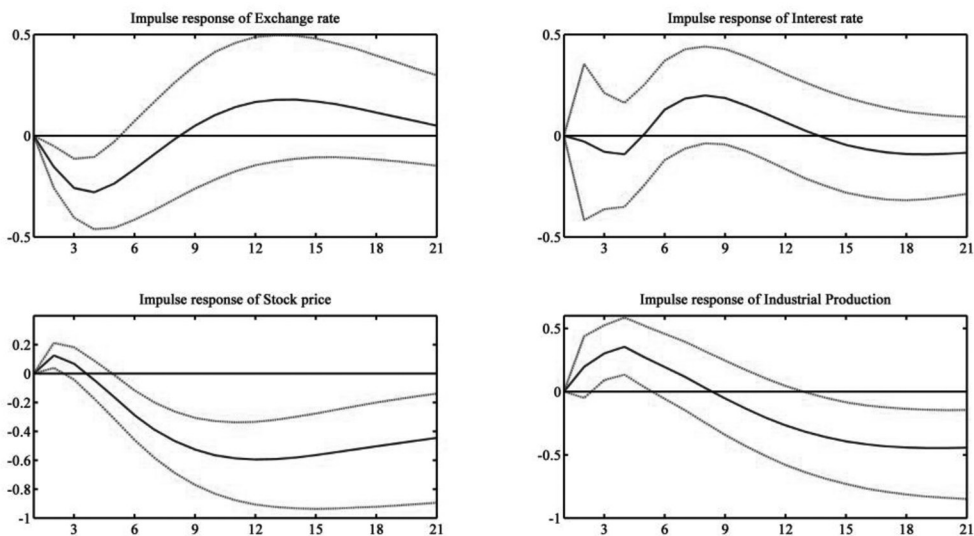 Impulse response of Exchange rate
0.5
0
-0.5
3 6 9 12 15 18 21
Impulse response of Interest rate
0.5
0
-0.5
3 6 9 12 15 18 21
Impulse response of Stock price
0.2
0
-0.2
-0.4
-0.6
-0.8
-1
3 6 9 12 15 18 21
Impulse response of Industrial Production
0.5
0
-0.5
-1
3 6 9 12 15 18 21